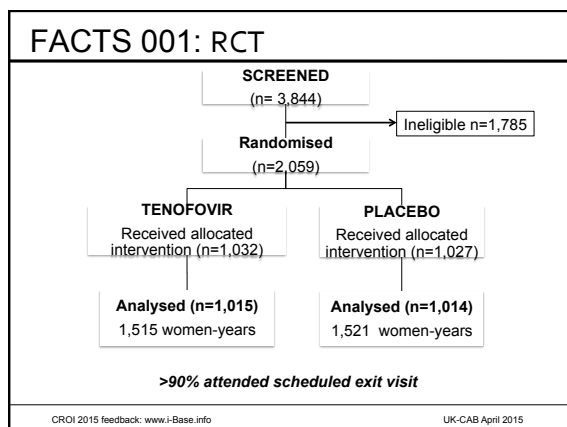 FACTS 001: RCT
SCREENED
(n= 3,844)
Ineligible n=1,785
Randomised
(n=2,059)
TENOFOVIR
Received allocated
intervention (n=1,032)
PLACEBO
Received allocated
intervention (n=1,027)
Analysed (n=1,015)
1,515 women-years
Analysed (n=1,014)
1,521 women-years
>90% attended scheduled exit visit
CROI 2015 feedback: www.i-Base.info
UK-CAB April 2015